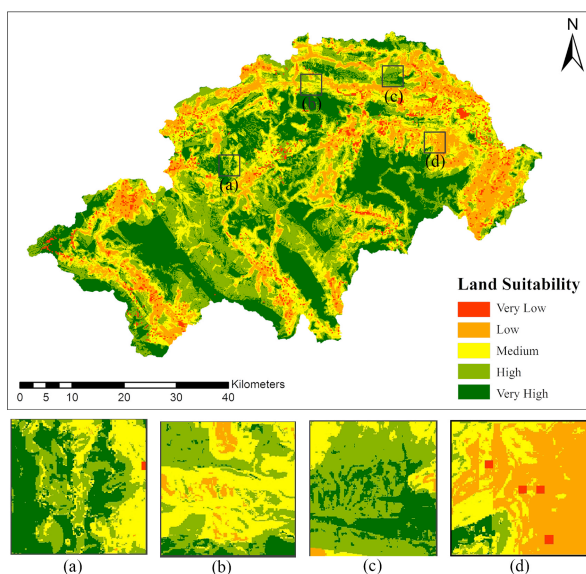 N
(c)
(d)
(a)
Land Suitability
Very Low
Low
Medium
High
Very High
0 5 10 20 30 40 Kilometers
(a) (b) (c) (d)